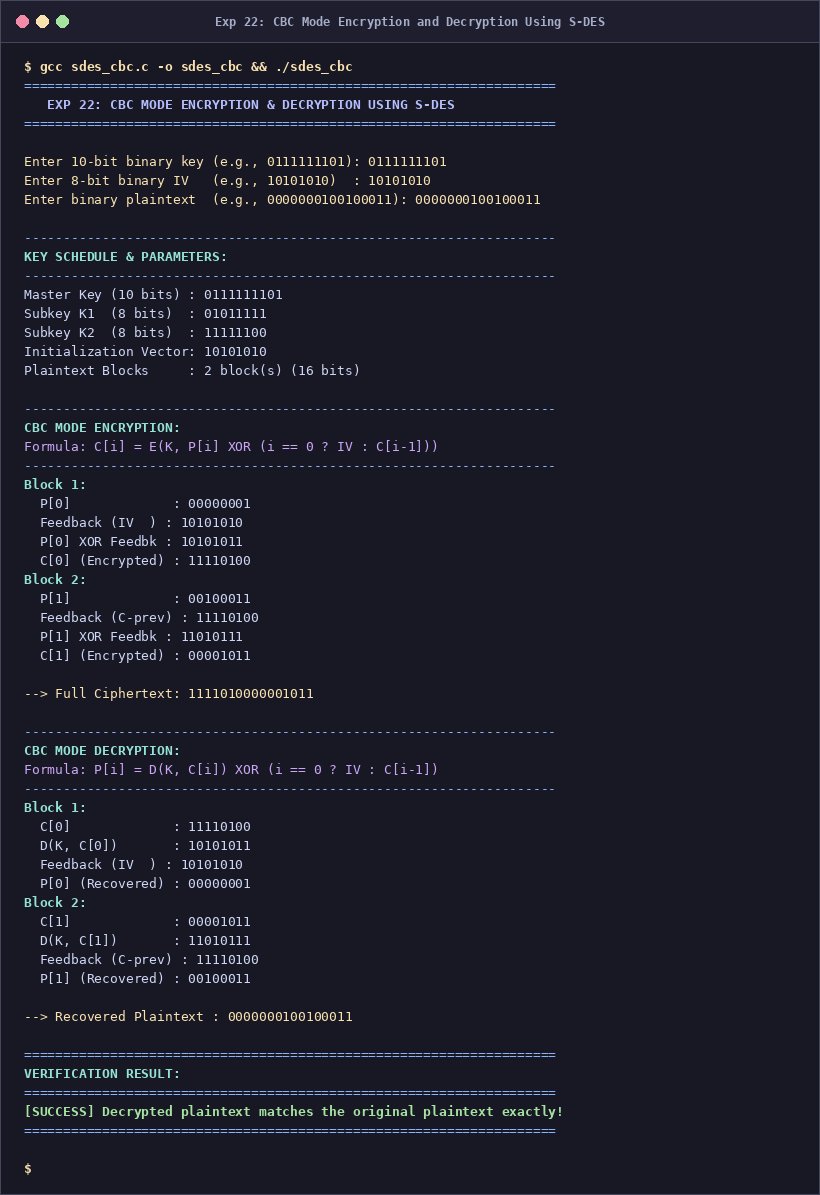 Exp 22: CBC Mode Encryption and Decryption Using S-DES
$ gcc sdes_cbc.c -o sdes_cbc && ./sdes_cbc
====================================================================
   EXP 22: CBC MODE ENCRYPTION & DECRYPTION USING S-DES
====================================================================

Enter 10-bit binary key (e.g., 0111111101): 0111111101
Enter 8-bit binary IV   (e.g., 10101010)  : 10101010
Enter binary plaintext  (e.g., 0000000100100011): 0000000100100011

--------------------------------------------------------------------
KEY SCHEDULE & PARAMETERS:
--------------------------------------------------------------------
Master Key (10 bits) : 0111111101
Subkey K1  (8 bits)  : 01011111
Subkey K2  (8 bits)  : 11111100
Initialization Vector: 10101010
Plaintext Blocks     : 2 block(s) (16 bits)

--------------------------------------------------------------------
CBC MODE ENCRYPTION:
Formula: C[i] = E(K, P[i] XOR (i == 0 ? IV : C[i-1]))
--------------------------------------------------------------------
Block 1:
  P[0]             : 00000001
  Feedback (IV  ) : 10101010
  P[0] XOR Feedbk : 10101011
  C[0] (Encrypted) : 11110100
Block 2:
  P[1]             : 00100011
  Feedback (C-prev) : 11110100
  P[1] XOR Feedbk : 11010111
  C[1] (Encrypted) : 00001011

--> Full Ciphertext: 1111010000001011

--------------------------------------------------------------------
CBC MODE DECRYPTION:
Formula: P[i] = D(K, C[i]) XOR (i == 0 ? IV : C[i-1])
--------------------------------------------------------------------
Block 1:
  C[0]             : 11110100
  D(K, C[0])       : 10101011
  Feedback (IV  ) : 10101010
  P[0] (Recovered) : 00000001
Block 2:
  C[1]             : 00001011
  D(K, C[1])       : 11010111
  Feedback (C-prev) : 11110100
  P[1] (Recovered) : 00100011

--> Recovered Plaintext : 0000000100100011

====================================================================
VERIFICATION RESULT:
====================================================================
[SUCCESS] Decrypted plaintext matches the original plaintext exactly!
====================================================================

$